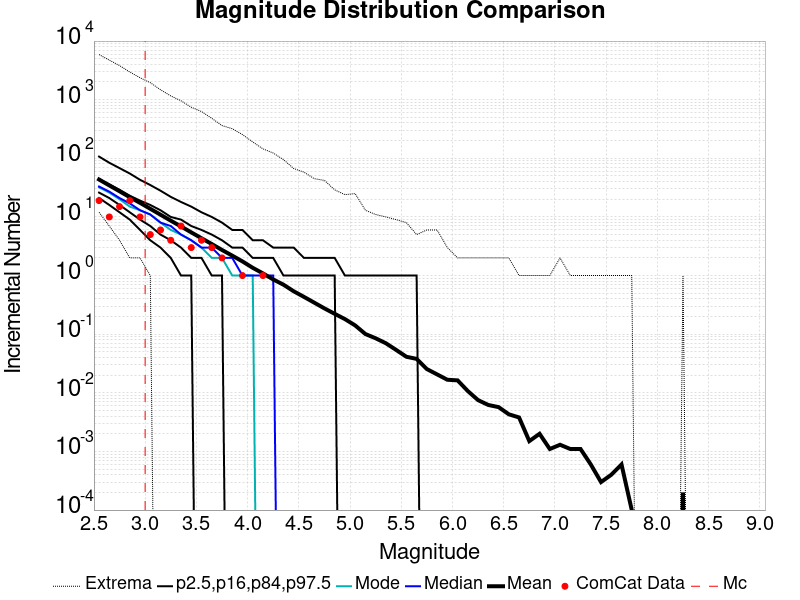 Magnitude Distribution Comparison
10 4
10 3
10 2
10 1
10 0
10 -1
10 -2
10 -3
10 -4
Incremental Number
2.5 3.0 3.5 4.0 4.5 5.0 5.5 6.0 6.5 7.0 7.5 8.0 8.5 9.0
Magnitude
Extrema p2.5,p16,p84,p97.5 Mode Median Mean ComCat Data Mc